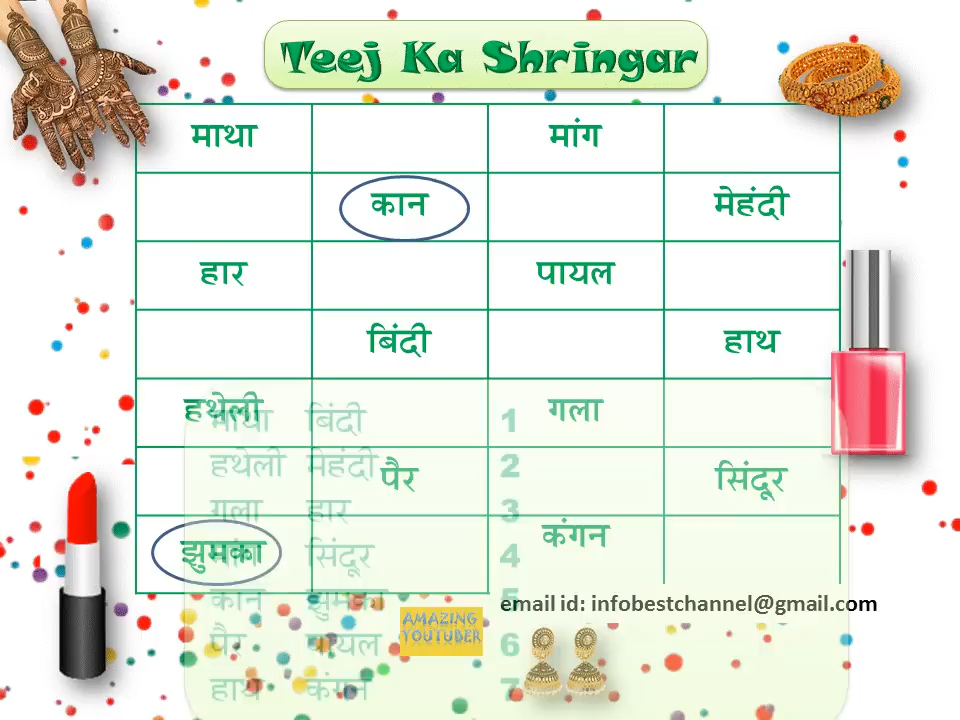 Teej Ka Shringar
माथा मांग
कान मेहंदी
हार पायल
बिंदी हाथ
हथेली गला
पैर सिंदूर
झुमका कंगन
माथा बिंदी 1
हथेली मेहंदी 2
गला हार 3
मांग सिंदूर 4
कान झुमका 5
पैर पायल 6
हाथ कंगन 7
email id: infobestchannel@gmail.com
AMAZING
YOUTUBER